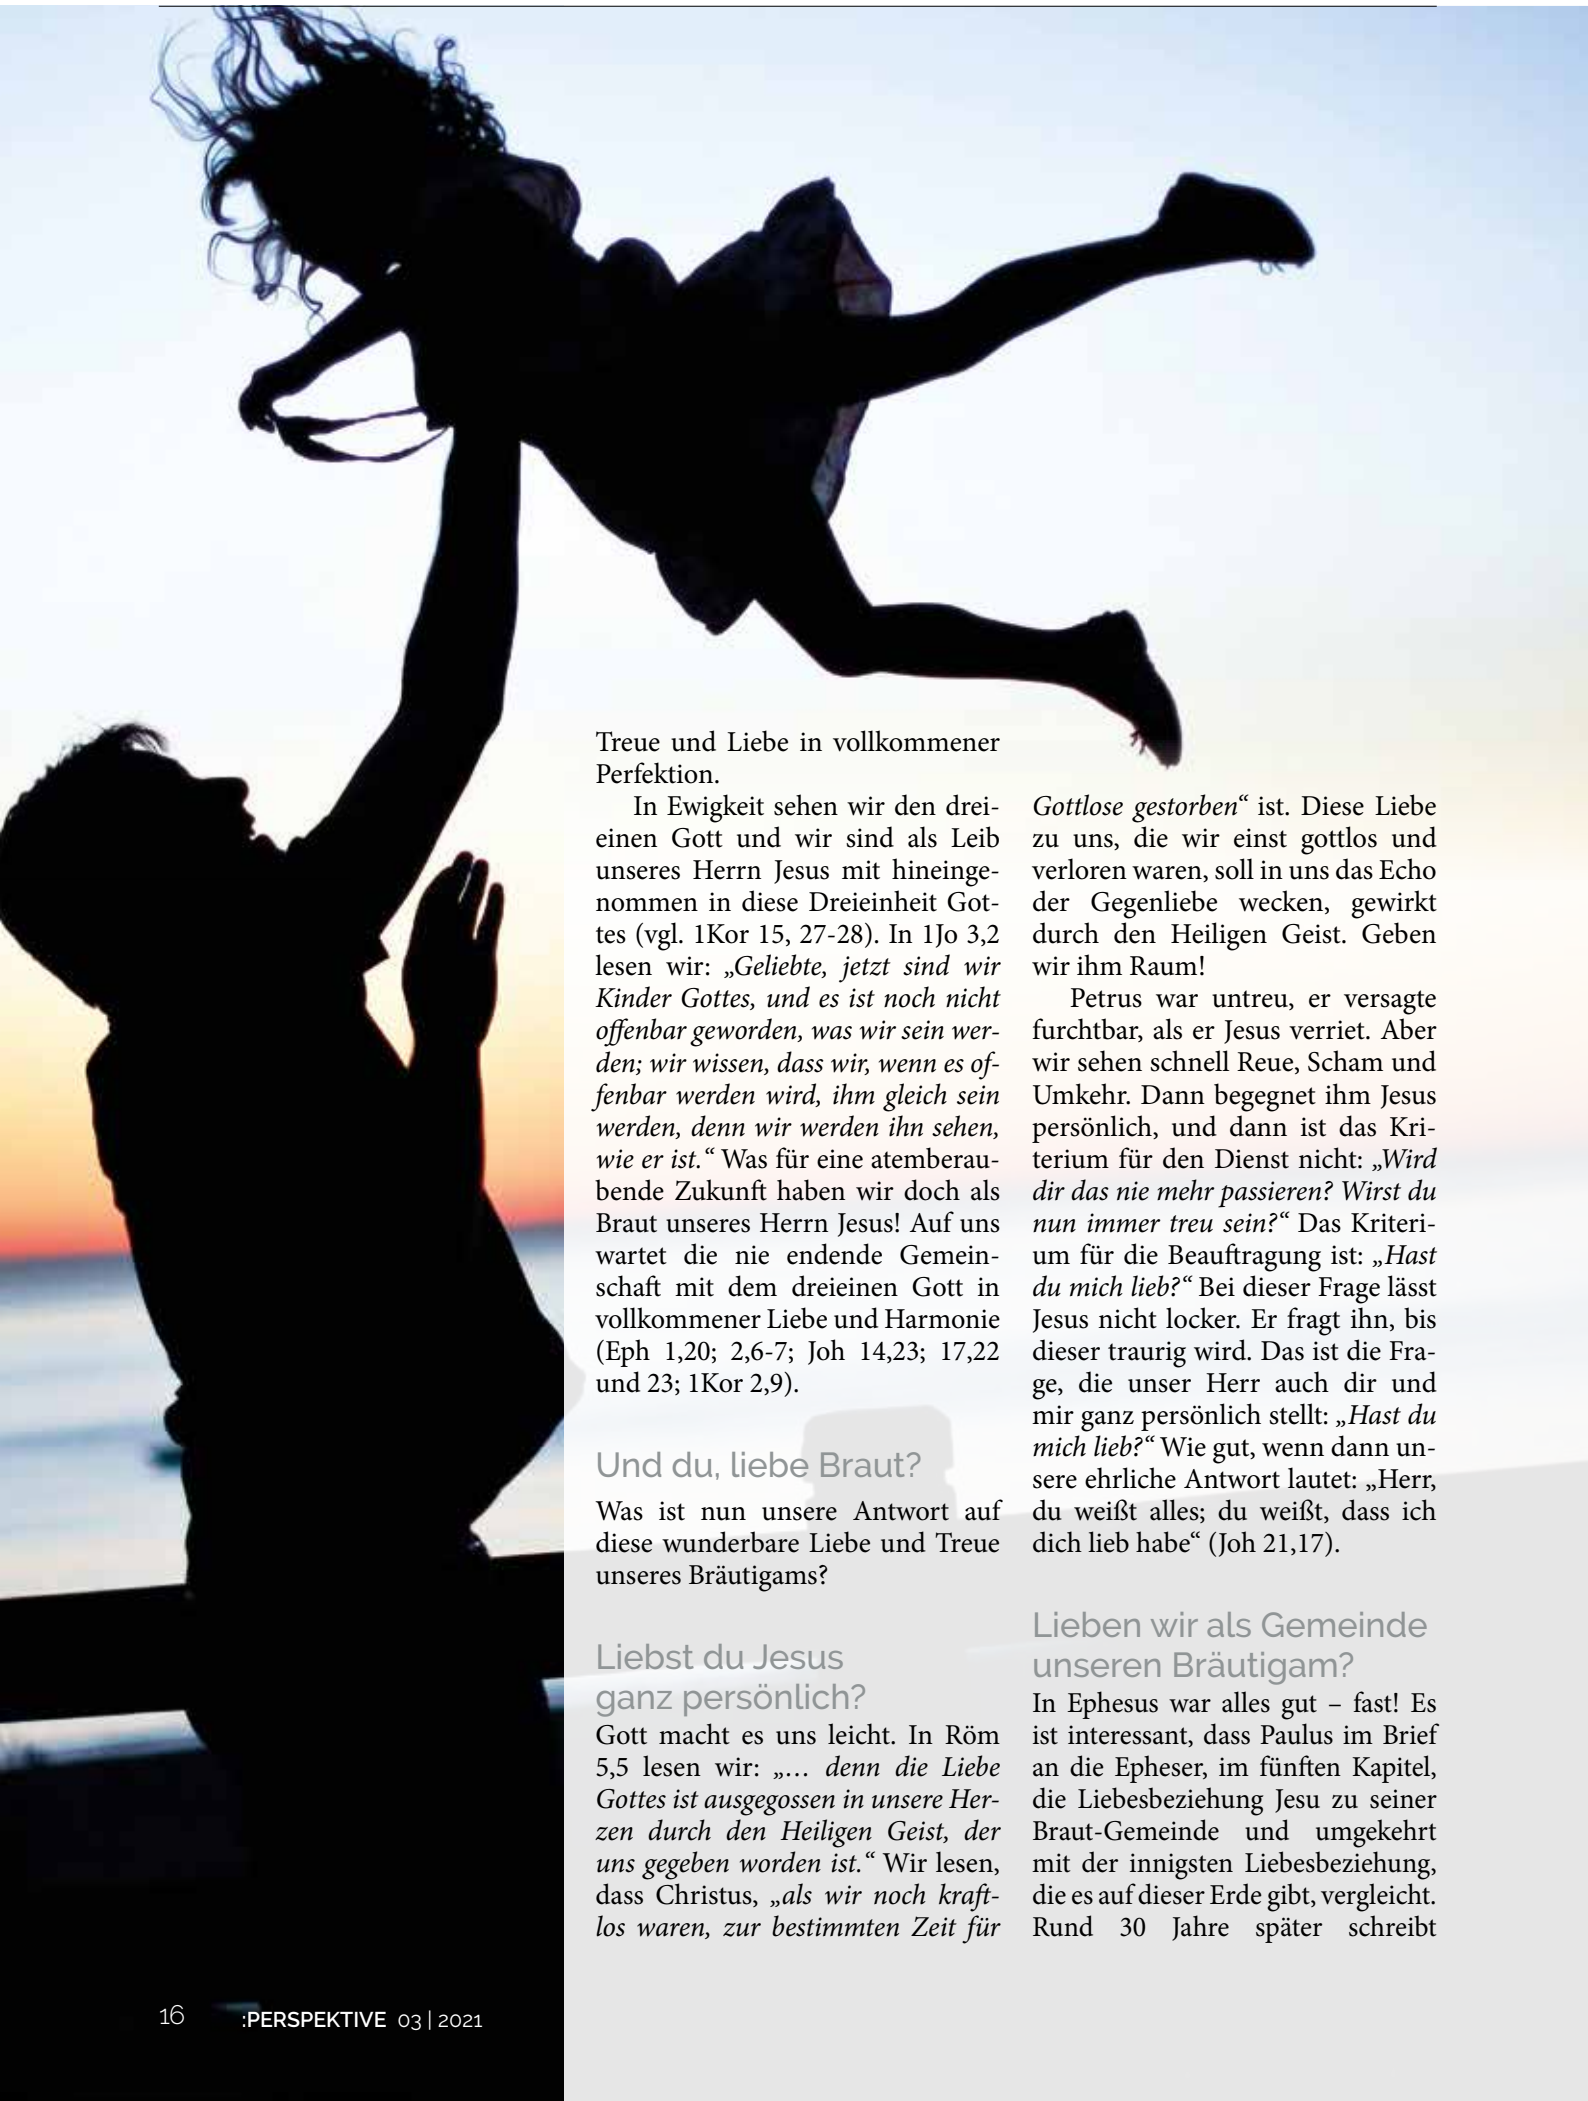 Treue und Liebe in vollkommener
Perfektion.
In Ewigkeit sehen wir den drei-
einen Gott und wir sind als Leib
unseres Herrn Jesus mit hineinge-
nommen in diese Dreieinheit Got-
tes (vgl. 1Kor 15, 27-28). In 1Jo 3,2
lesen wir: „Geliebte, jetzt sind wir
Kinder Gottes, und es ist noch nicht
offenbar geworden, was wir sein wer-
den; wir wissen, dass wir, wenn es of-
fenbar werden wird, ihm gleich sein
werden, denn wir werden ihn sehen,
wie er ist.“ Was für eine atemberau-
bende Zukunft haben wir doch als
Braut unseres Herrn Jesus! Auf uns
wartet die nie endende Gemein-
schaft mit dem dreieinen Gott in
vollkommener Liebe und Harmonie
(Eph 1,20; 2,6-7; Joh 14,23; 17,22
und 23; 1Kor 2,9).
Und du, liebe Braut?
Was ist nun unsere Antwort auf
diese wunderbare Liebe und Treue
unseres Bräutigams?
Liebst du Jesus
ganz persönlich?
Gott macht es uns leicht. In Röm
5,5 lesen wir: „… denn die Liebe
Gottes ist ausgegossen in unsere Her-
zen durch den Heiligen Geist, der
uns gegeben worden ist.“ Wir lesen,
dass Christus, „als wir noch kraft-
los waren, zur bestimmten Zeit für
Gottlose gestorben“ ist. Diese Liebe
zu uns, die wir einst gottlos und
verloren waren, soll in uns das Echo
der Gegenliebe wecken, gewirkt
durch den Heiligen Geist. Geben
wir ihm Raum!
Petrus war untreu, er versagte
furchtbar, als er Jesus verriet. Aber
wir sehen schnell Reue, Scham und
Umkehr. Dann begegnet ihm Jesus
persönlich, und dann ist das Kri-
terium für den Dienst nicht: „Wird
dir das nie mehr passieren? Wirst du
nun immer treu sein?“ Das Kriteri-
um für die Beauftragung ist: „Hast
du mich lieb?“ Bei dieser Frage lässt
Jesus nicht locker. Er fragt ihn, bis
dieser traurig wird. Das ist die Fra-
ge, die unser Herr auch dir und
mir ganz persönlich stellt: „Hast du
mich lieb?“ Wie gut, wenn dann un-
sere ehrliche Antwort lautet: „Herr,
du weißt alles; du weißt, dass ich
dich lieb habe“ (Joh 21,17).
Lieben wir als Gemeinde
unseren Bräutigam?
In Ephesus war alles gut – fast! Es
ist interessant, dass Paulus im Brief
an die Epheser, im fünften Kapitel,
die Liebesbeziehung Jesu zu seiner
Braut-Gemeinde und umgekehrt
mit der innigsten Liebesbeziehung,
die es auf dieser Erde gibt, vergleicht.
Rund 30 Jahre später schreibt
16 :PERSPEKTIVE 03 | 2021